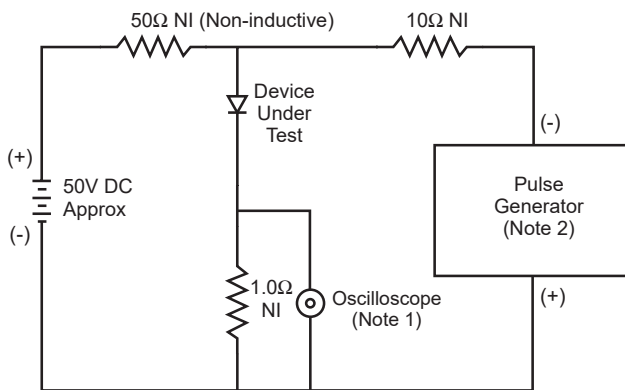 50Ω NI (Non-inductive)
10Ω NI
Device
Under
Test
(+)
50V DC
Approx
(-)
(-)
Pulse
Generator
(Note 2)
(+)
1.0Ω
NI
Oscilloscope
(Note 1)